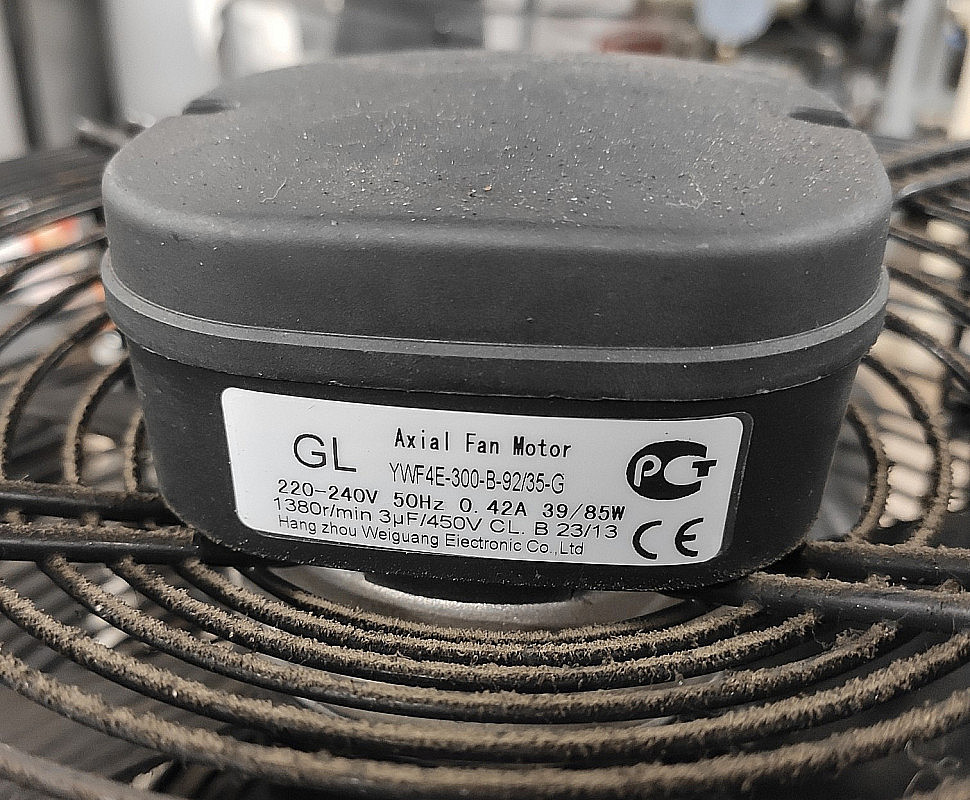 GL
Axial Fan Motor
YWF4E-300-B-92/35-G
220-240V 50Hz 0.42A 39/85W
1380r/min 3µF/450V CL. B 23/13
Hang zhou Weiguang Eiectronic Co.,Ltd
PCT
CE